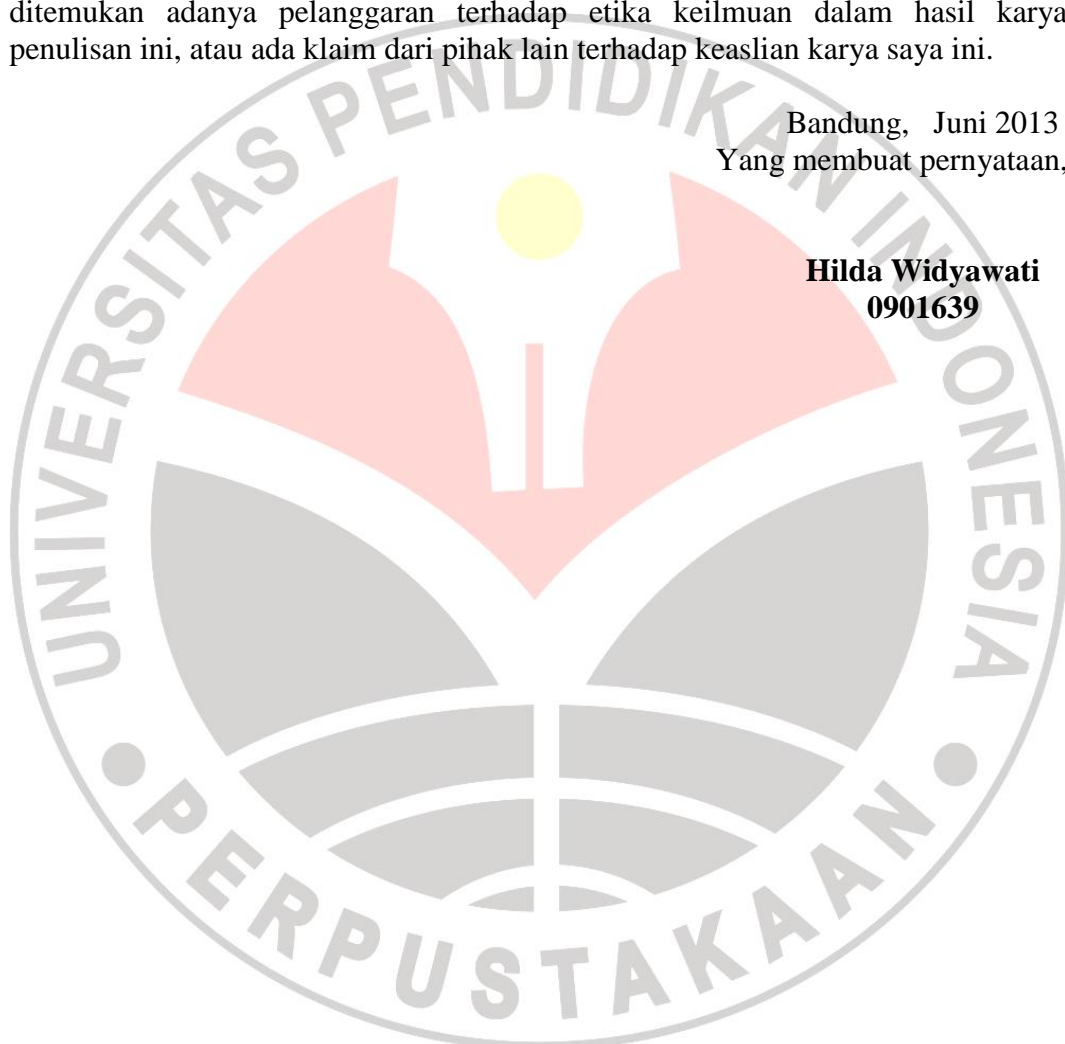 ditemukan adanya pelanggaran terhadap etika keilmuan dalam hasil karya
penulisan ini, atau ada klaim dari pihak lain terhadap keaslian karya saya ini.
Bandung,   Juni 2013
Yang membuat pernyataan,
Hilda Widyawati
0901639
UNIVERSITAS PENDIDIKAN INDONESIA
PERPUSTAKAAN